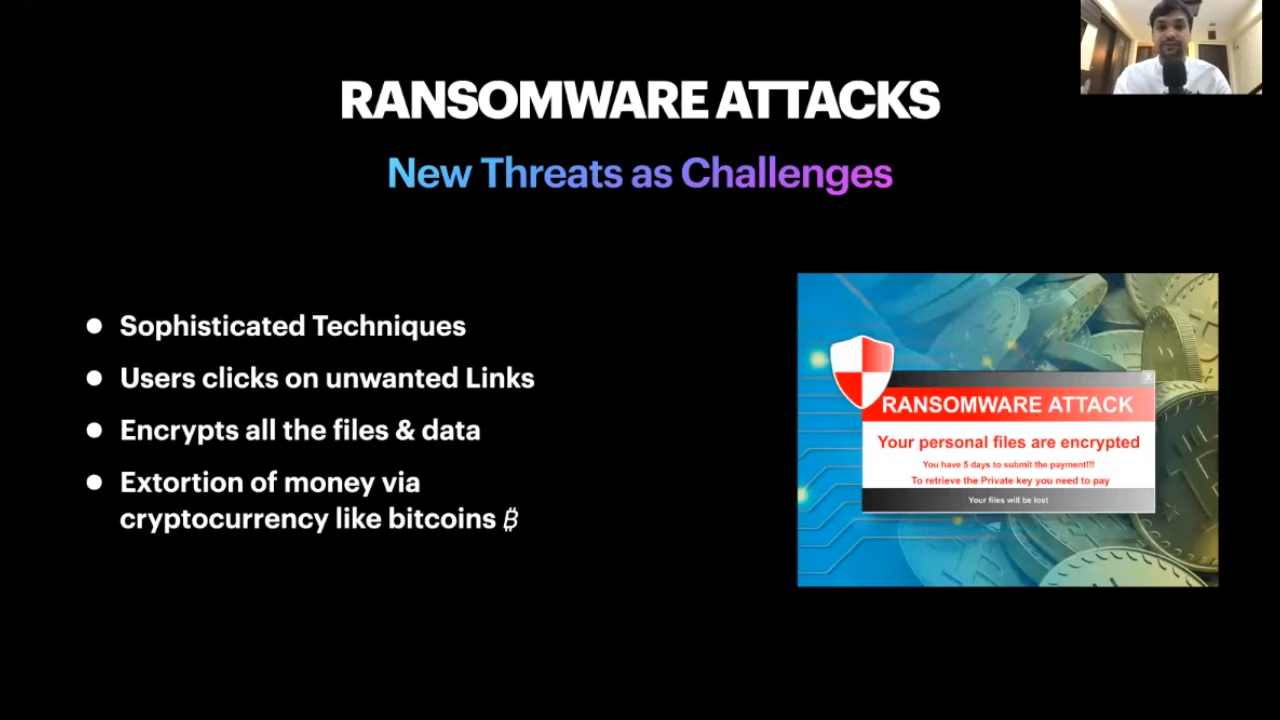 RANSOMWARE ATTACKS
New Threats as Challenges
● Sophisticated Techniques
● Users clicks on unwanted Links
● Encrypts all the files & data
● Extortion of money via
cryptocurrency like bitcoins ₿
X
RANSOMWARE ATTACK
Your personal files are encrypted
You have 5 days to submit the payment!!!
To retrieve the Private key you need to pay
Your files will be lost